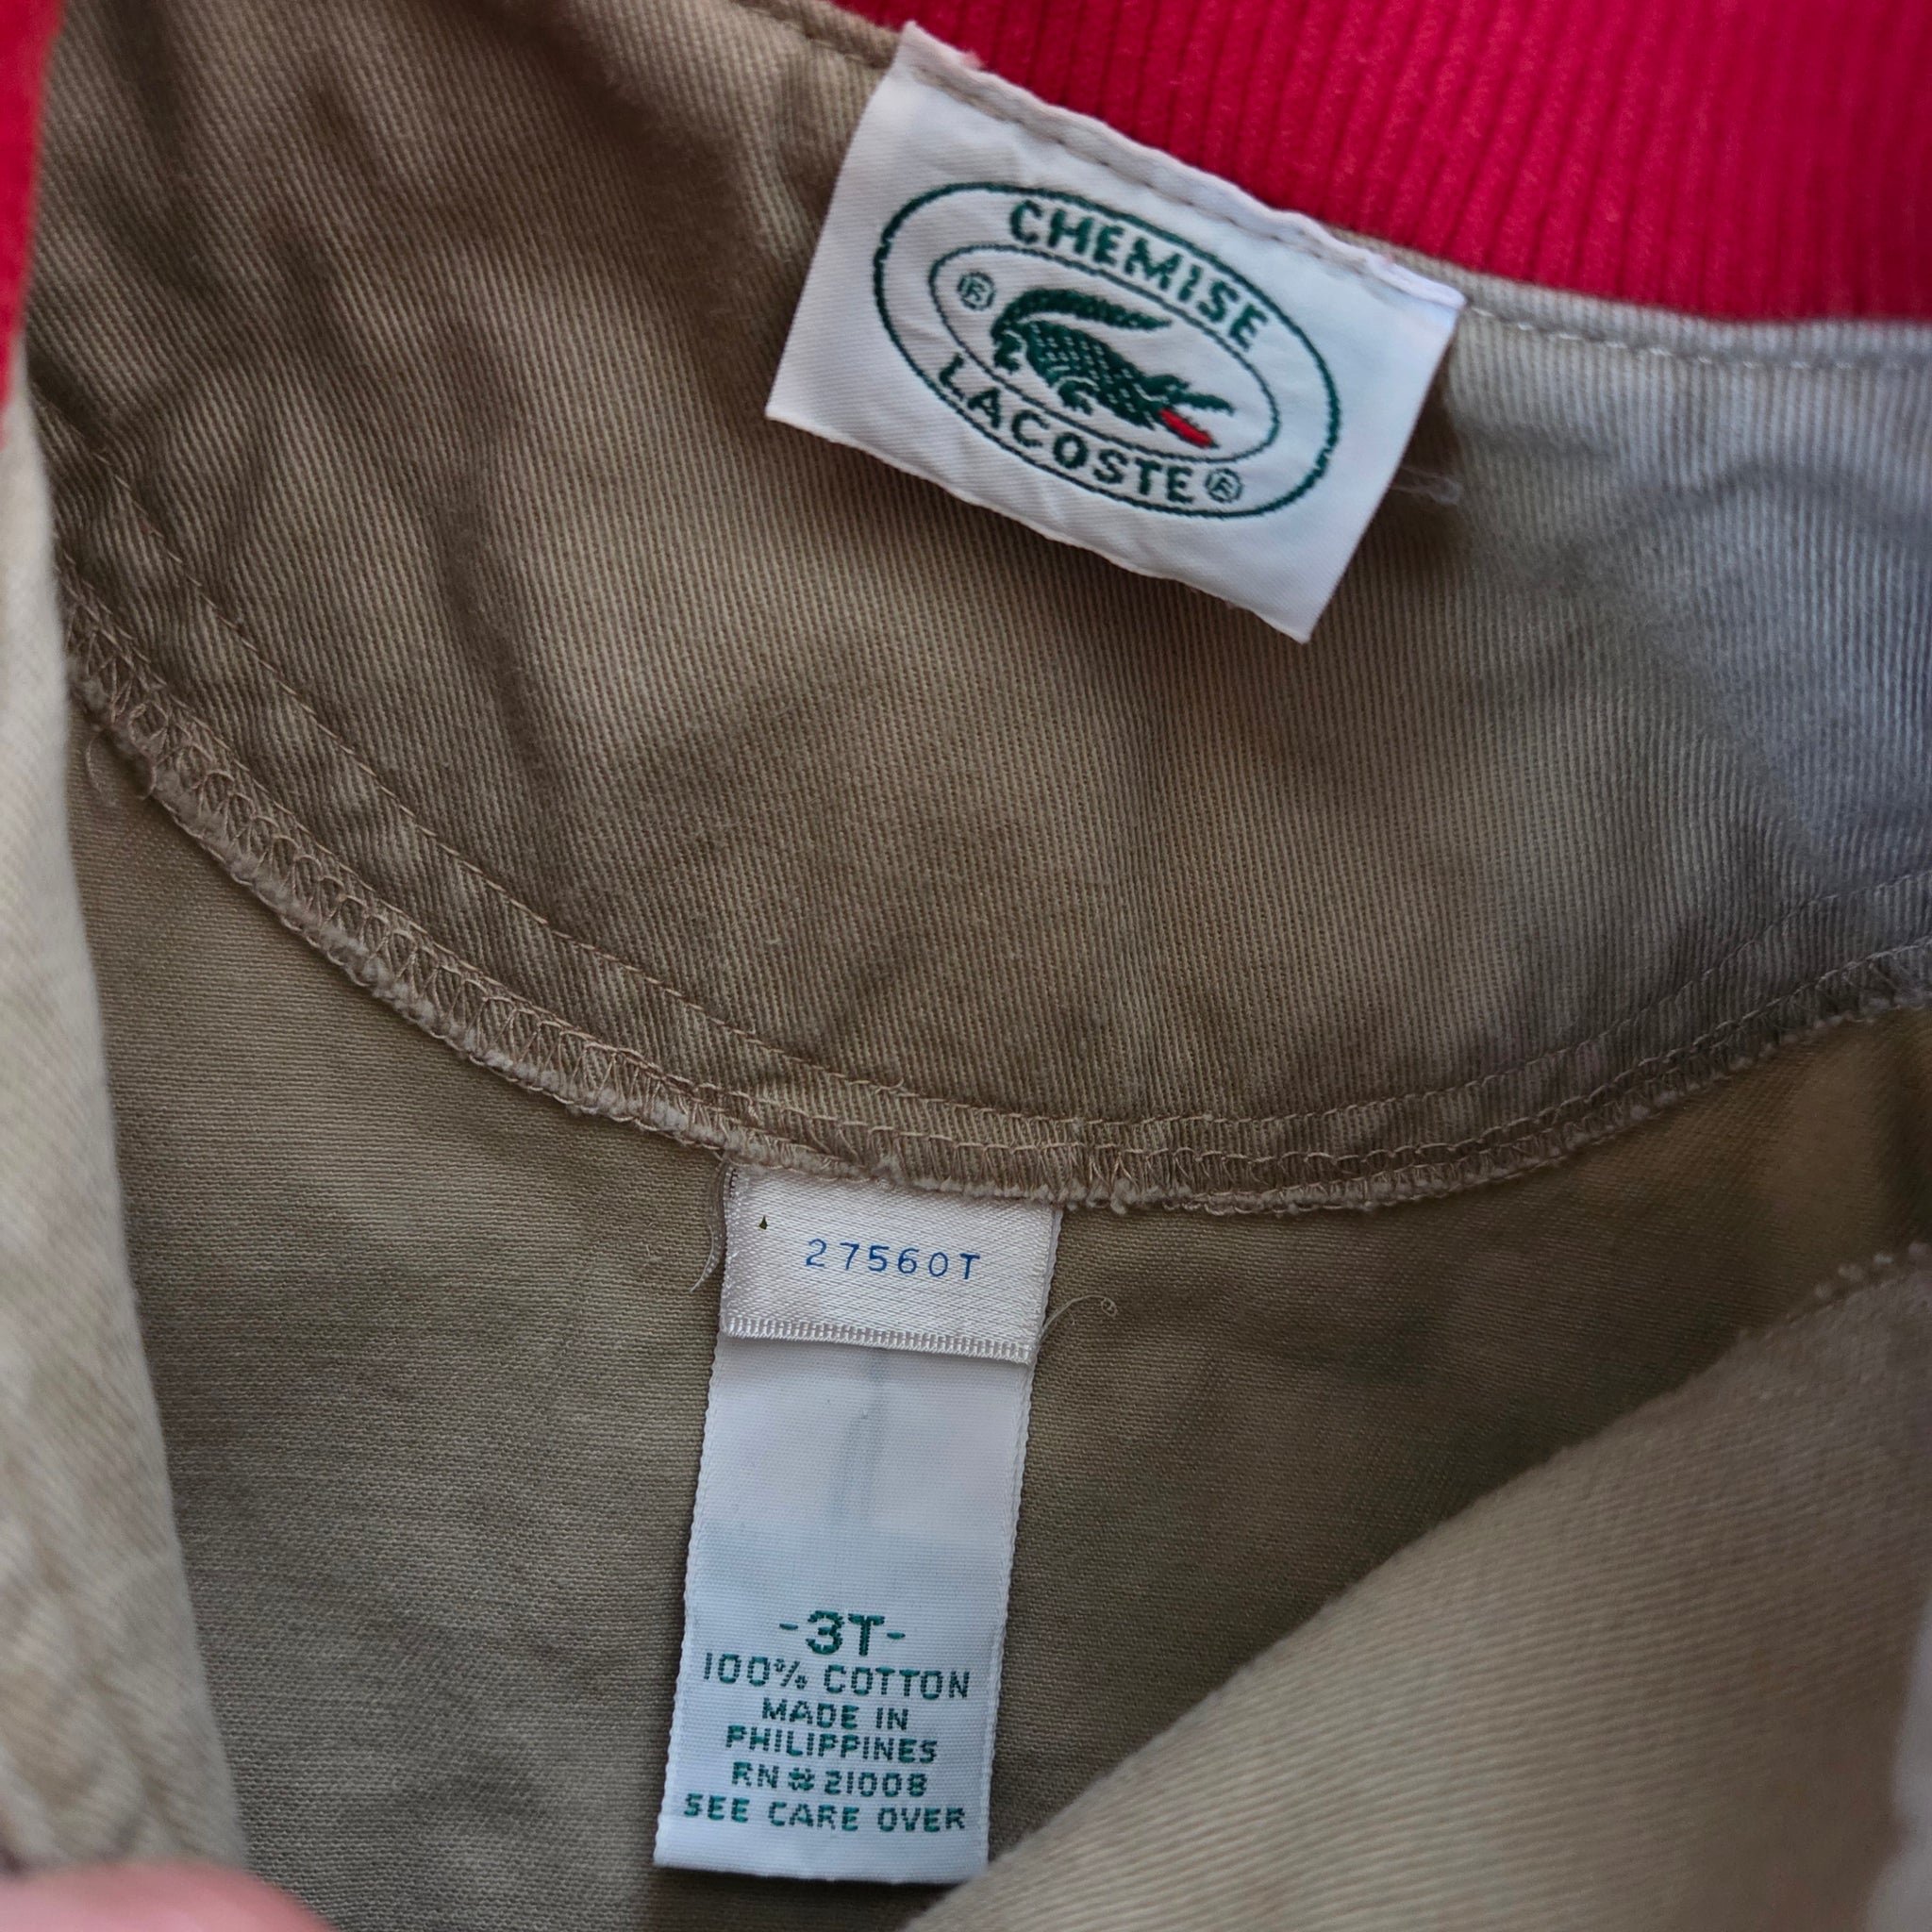 CHEMISE
®
LACOSTE®
27560T
-3T-
100% COTTON
MADE IN
PHILIPPINES
RN#21008
SEE CARE OVER